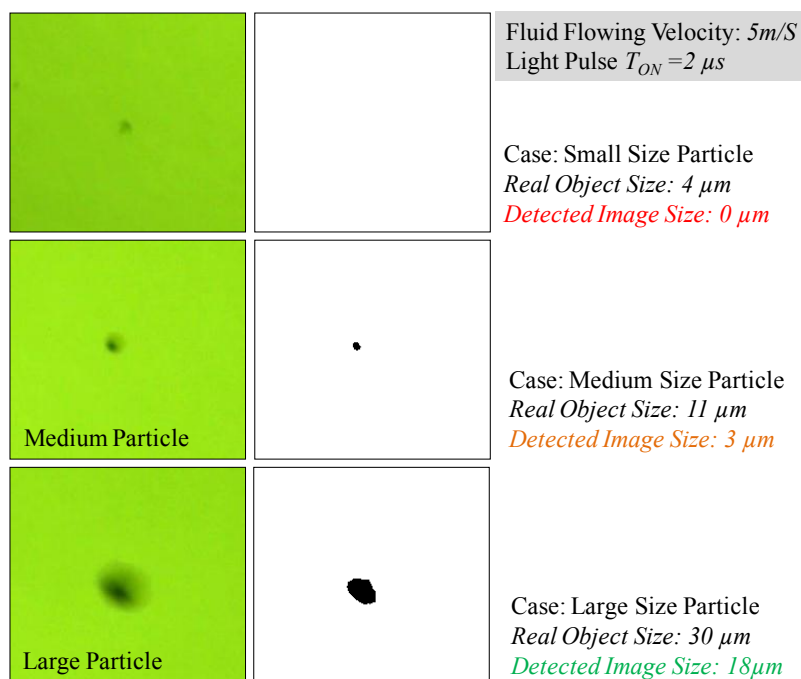 Fluid Flowing Velocity: 5m/S
Light Pulse T_ON =2 µs
Case: Small Size Particle
Real Object Size: 4 µm
Detected Image Size: 0 µm
Case: Medium Size Particle
Real Object Size: 11 µm
Detected Image Size: 3 µm
Medium Particle
Case: Large Size Particle
Real Object Size: 30 µm
Detected Image Size: 18µm
Large Particle